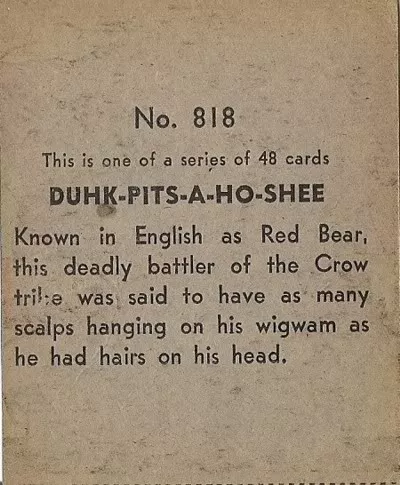 No. 818
This is one of a series of 48 cards
DUHK-PITS-A-HO-SHEE
Known in English as Red Bear,
this deadly battler of the Crow
tribe was said to have as many
scalps hanging on his wigwam as
he had hairs on his head.